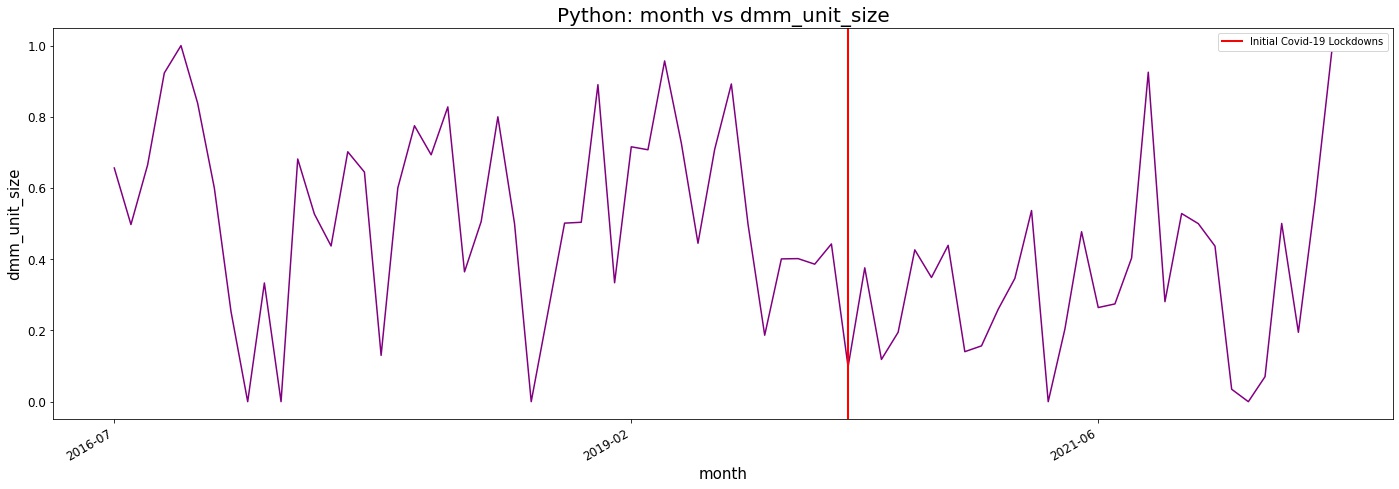 Python: month vs dmm_unit_size
Initial Covid-19 Lockdowns
dmm_unit_size
1.0
0.8
0.6
0.4
0.2
0.0
2016-07
2019-02
2021-06
month